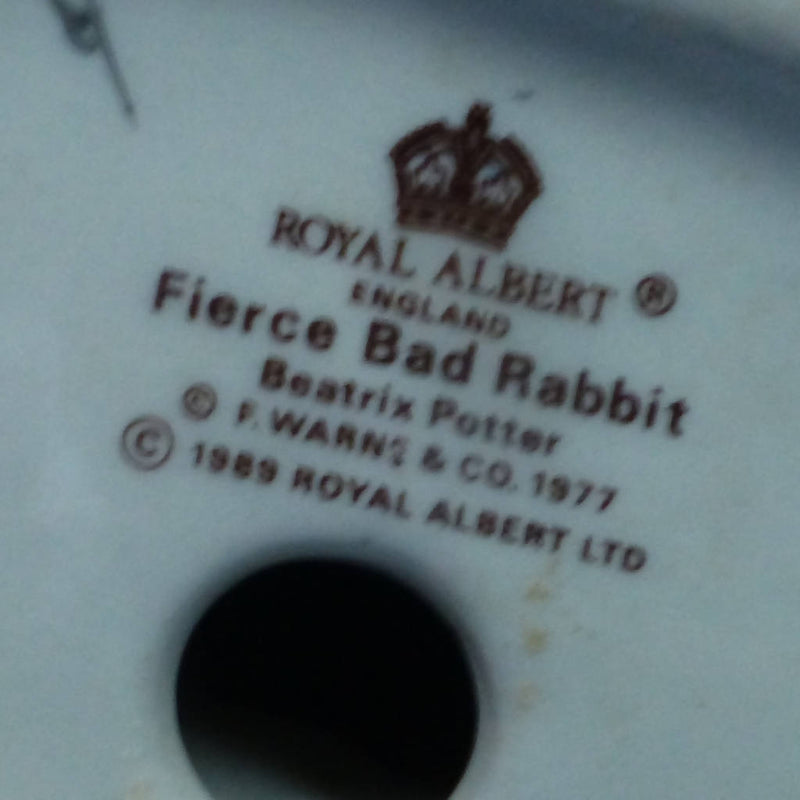 ROYAL ALBERT ®
ENGLAND
Fierce Bad Rabbit
Beatrix Potter
© F. WARNE & CO. 1977
© 1989 ROYAL ALBERT LTD